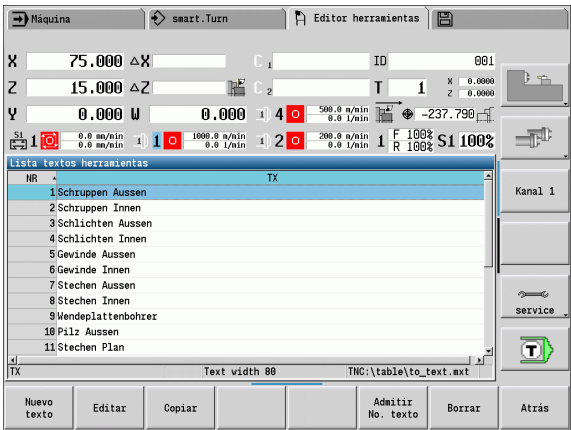 Máquina smart.Turn Editor herramientas
X 75.000 ΔX C 1 ID 001
Z 15.000 ΔZ C 2 T 1 X 0.0000 Z 0.0000
Y 0.000 W 0.000 4 0 500.0 m/min 0.0 1/min -237.790
S1 1 0.0 mm/min 0.0 mm/min 1 0 1000.0 m/min 0.0 1/min 2 0 200.0 m/min 0.0 1/min 1 F 100% R 100% S1 100%
Lista textos herramientas
NR TX
1 Schruppen Aussen
2 Schruppen Innen
3 Schlichten Aussen
4 Schlichten Innen
5 Gewinde Aussen
6 Gewinde Innen
7 Stechen Aussen
8 Stechen Innen
9 Wendeplattenbohrer
10 Pilz Aussen
11 Stechen Plan
TX Text width 80 TNC:\table\to_text.mxt
Kanal 1
service
T
Nuevo texto
Editar
Copiar
Admitir No. texto
Borrar
Atrás